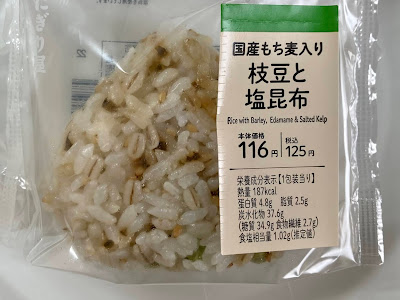 国産もち麦入り
枝豆と
塩昆布
Rice with Barley, Edamame & Salted Kelp
本体価格 税込
116円 125円
栄養成分表示【1包装当り】
熱量 187kcal
蛋白質 4.8g 脂質 2.5g
炭水化物 37.6g
(糖質 34.9g 食物繊維 2.7g)
食塩相当量 1.02g(推定値)